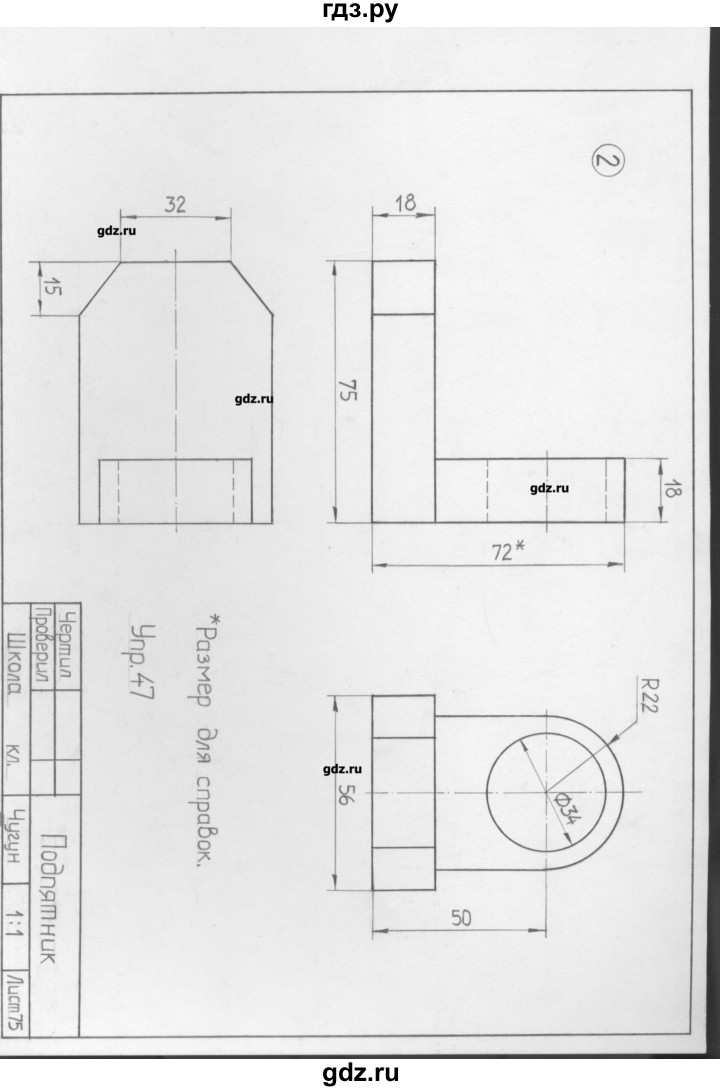 гдз.ру
2
32
18
gdz.ru
15
75
gdz.ru
gdz.ru
18
72*
R22
*Размер для справок.
Упр. 47
gdz.ru
56
Ø34
50
Чертил
Проверил
Школа кл.
Подпятник
Чугун
1:1
Лист 75
gdz.ru